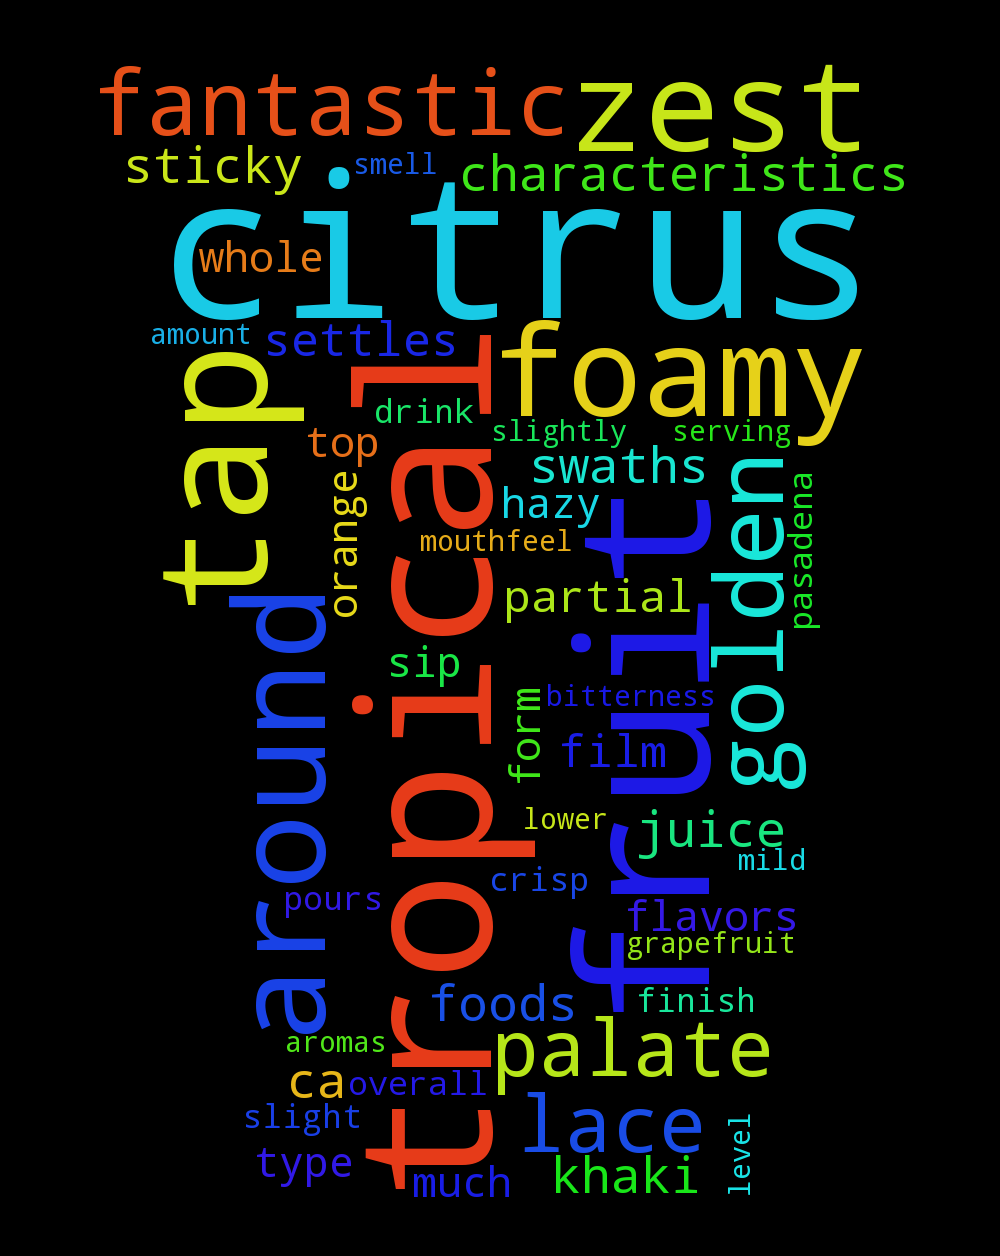 fantastic
zest
sticky
smell
characteristics
citrus
whole
amount
settles
foamy
tap
tropical
drink
top
slightly
serving
swaths
orange
hazy
golden
pasadena
mouthfeel
fruit
partial
around
sip
form
bitterness
film
lower
juice
mild
crisp
pours
flavors
grapefruit
foods
finish
aromas
palate
ca
overall
slight
lace
level
type
much
khaki